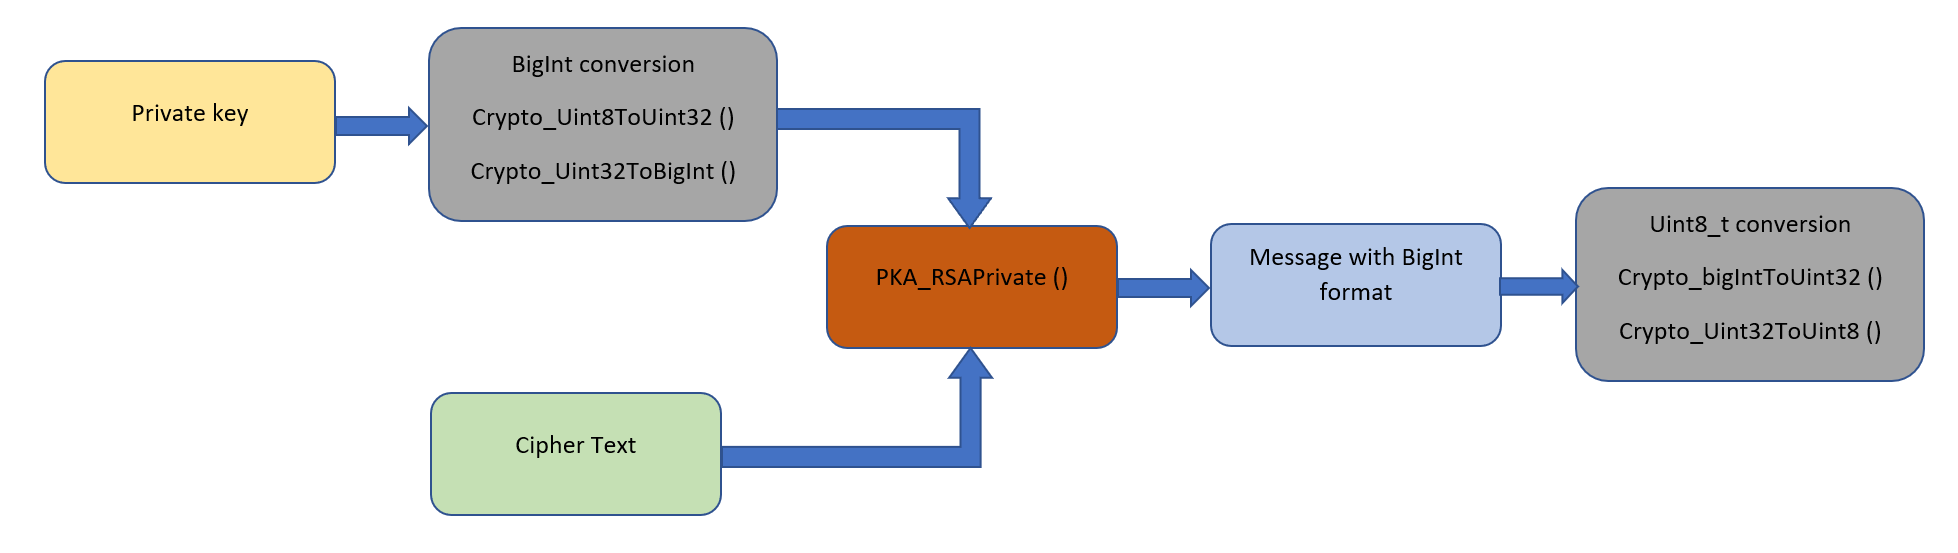 Private key
BigInt conversion
Crypto_Uint8ToUint32 ()
Crypto_Uint32ToBigInt ()
PKA_RSAPrivate ()
Cipher Text
Message with BigInt
format
Uint8_t conversion
Crypto_bigIntToUint32 ()
Crypto_Uint32ToUint8 ()